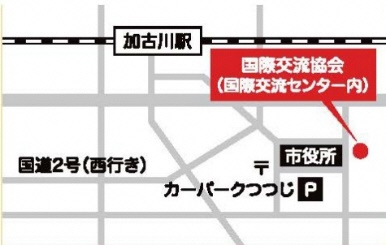 加古川駅
国際交流協会
(国際交流センター内)
国道2号(西行き)
〒
市役所
カーパークつつじ P